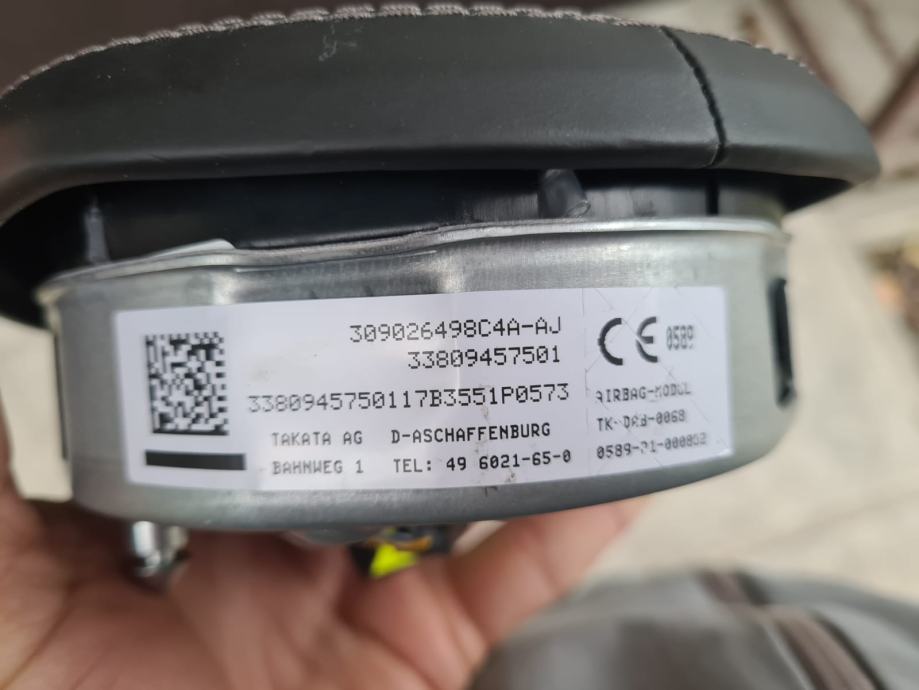 309026498C4A-AJ
33809457501
3380945750117B3551P0573
TAKATA AG D-ASCHAFFENBURG
BAHNWEG 1 TEL: 49 6021-65-0
CE 0589
AIRBAG-MODUL